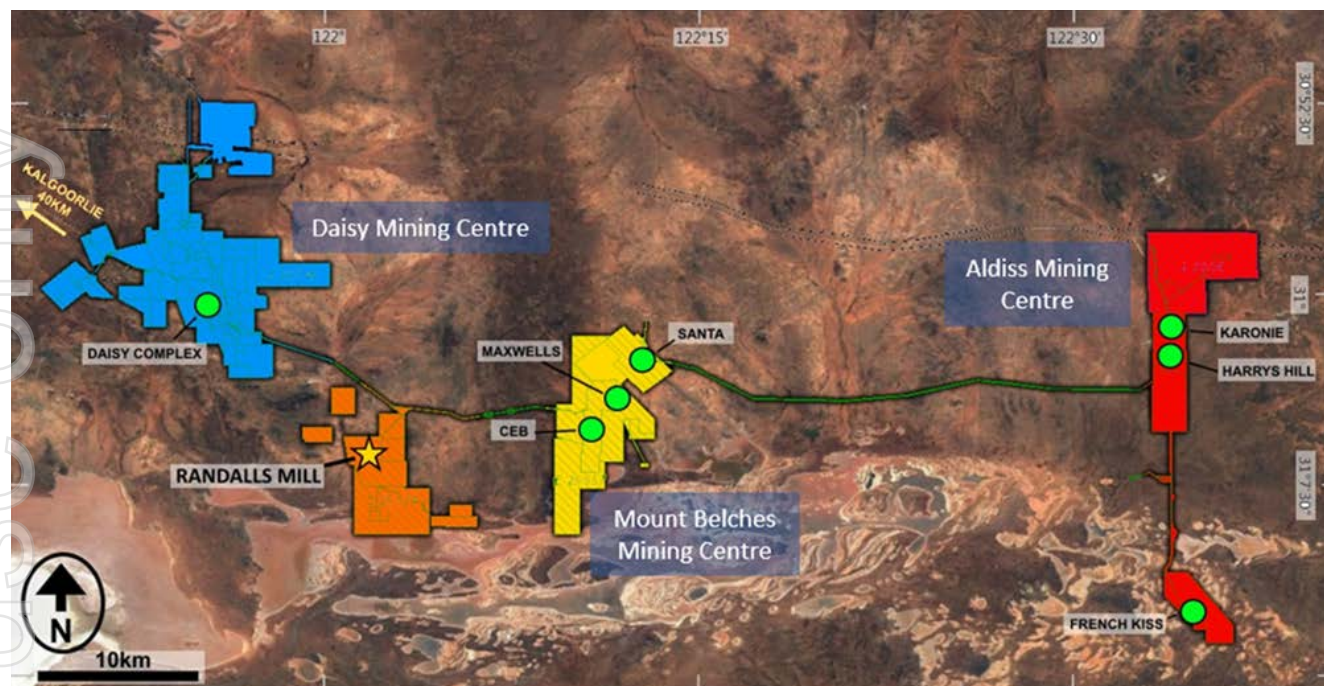 122°
122°15'
122°30'
30°52'30"
KALGOORLIE
40KM
Daisy Mining Centre
Aldiss Mining
Centre
31°
DAISY COMPLEX
MAXWELLS
SANTA
KARONIE
HARRYS HILL
CEB
RANDALLS MILL
31°7'30"
Mount Belches
Mining Centre
FRENCH KISS
N
10km